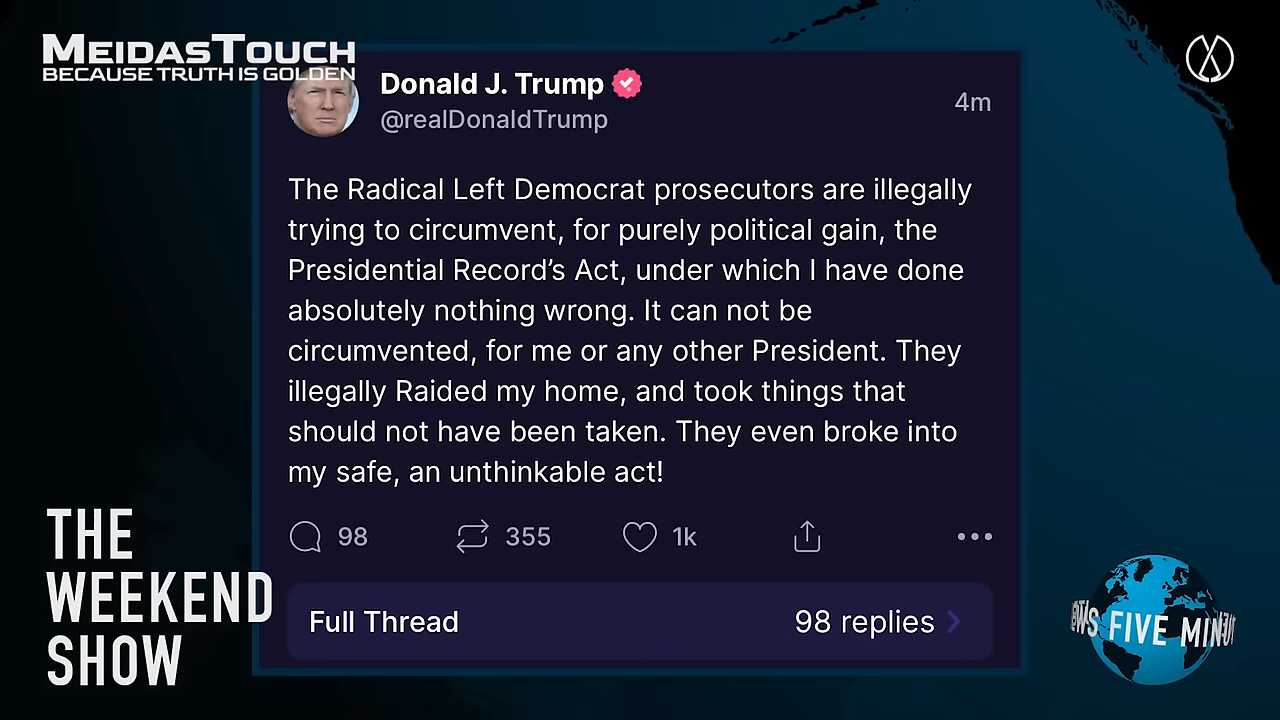 MEIDASTOUCH
BECAUSE TRUTH IS GOLDEN
Donald J. Trump
@realDonaldTrump
4m
The Radical Left Democrat prosecutors are illegally
trying to circumvent, for purely political gain, the
Presidential Record’s Act, under which I have done
absolutely nothing wrong. It can not be
circumvented, for me or any other President. They
illegally Raided my home, and took things that
should not have been taken. They even broke into
my safe, an unthinkable act!
98 355 1k
Full Thread 98 replies
THE
WEEKEND
SHOW
FIVE